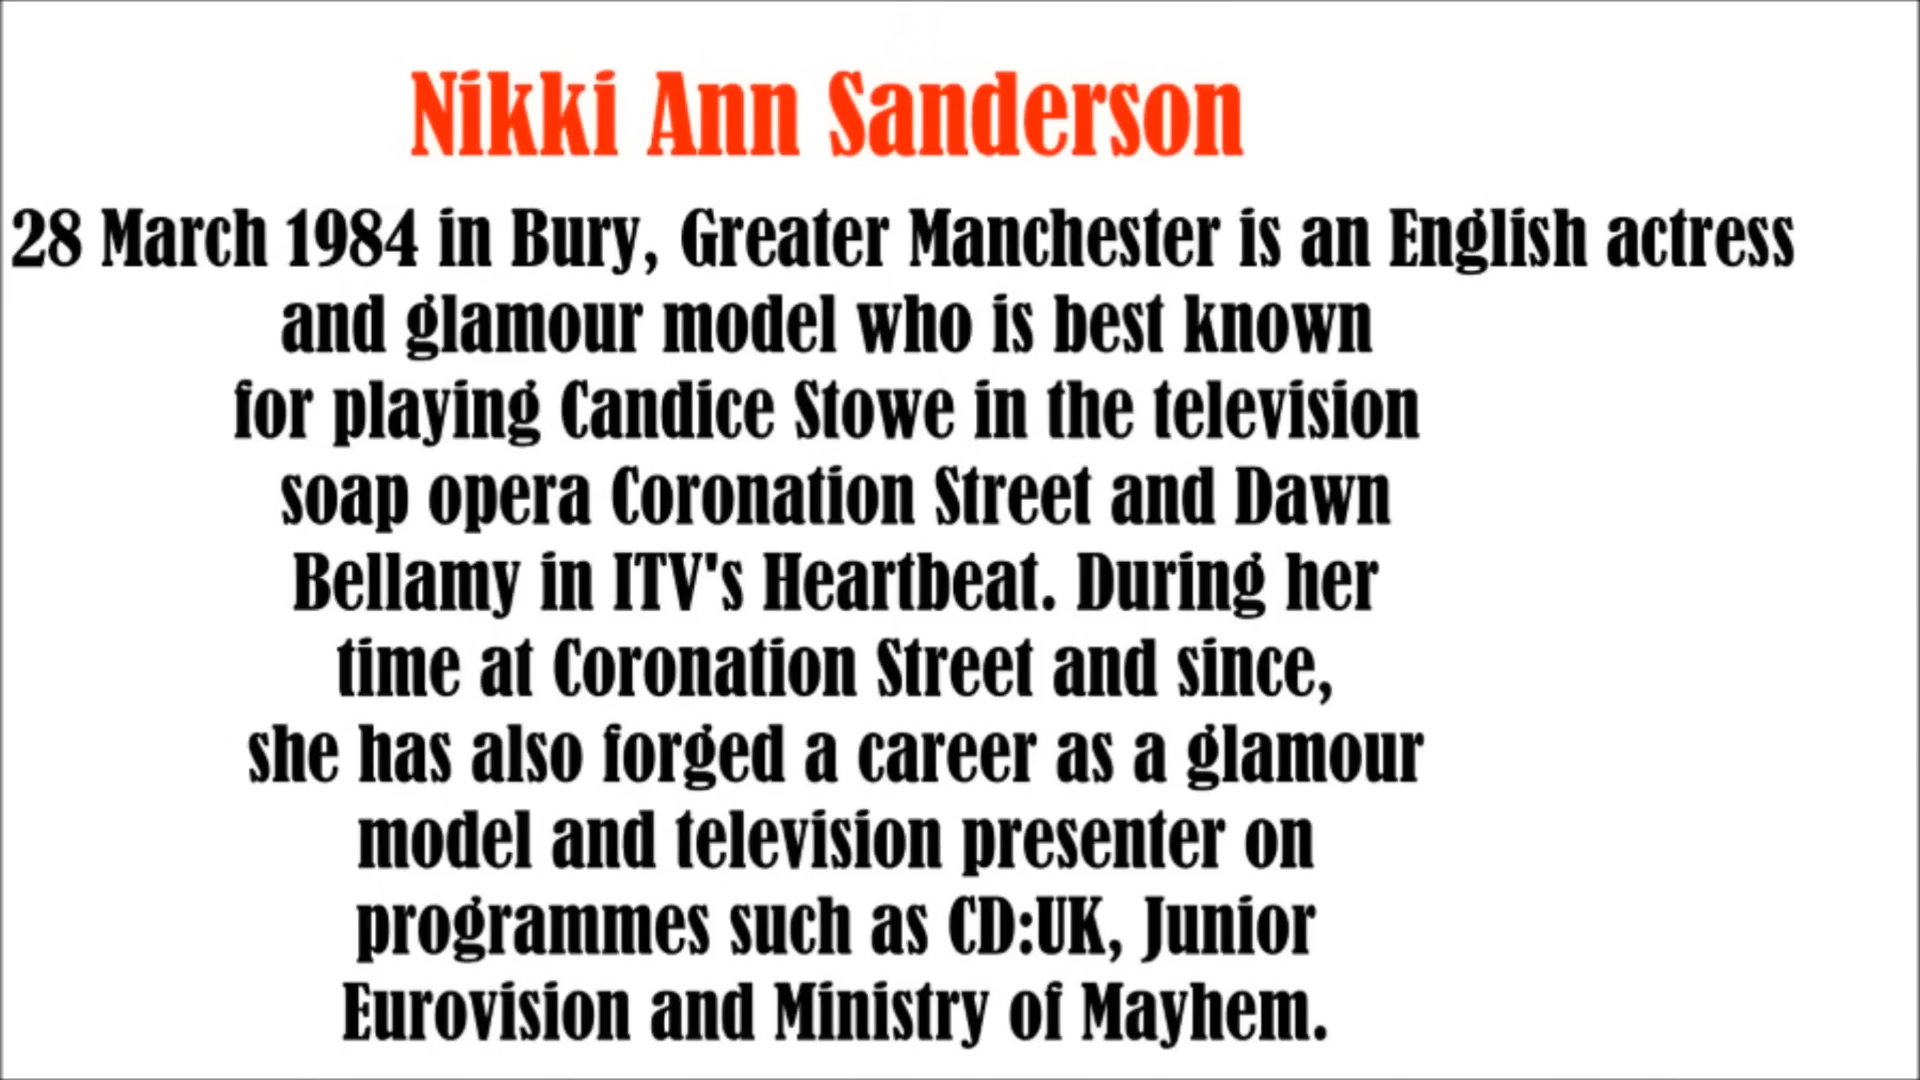 Nikki Ann Sanderson
28 March 1984 in Bury, Greater Manchester is an English actress
and glamour model who is best known
for playing Candice Stowe in the television
soap opera Coronation Street and Dawn
Bellamy in ITV's Heartbeat. During her
time at Coronation Street and since,
she has also forged a career as a glamour
model and television presenter on
programmes such as CD:UK, Junior
Eurovision and Ministry of Mayhem.